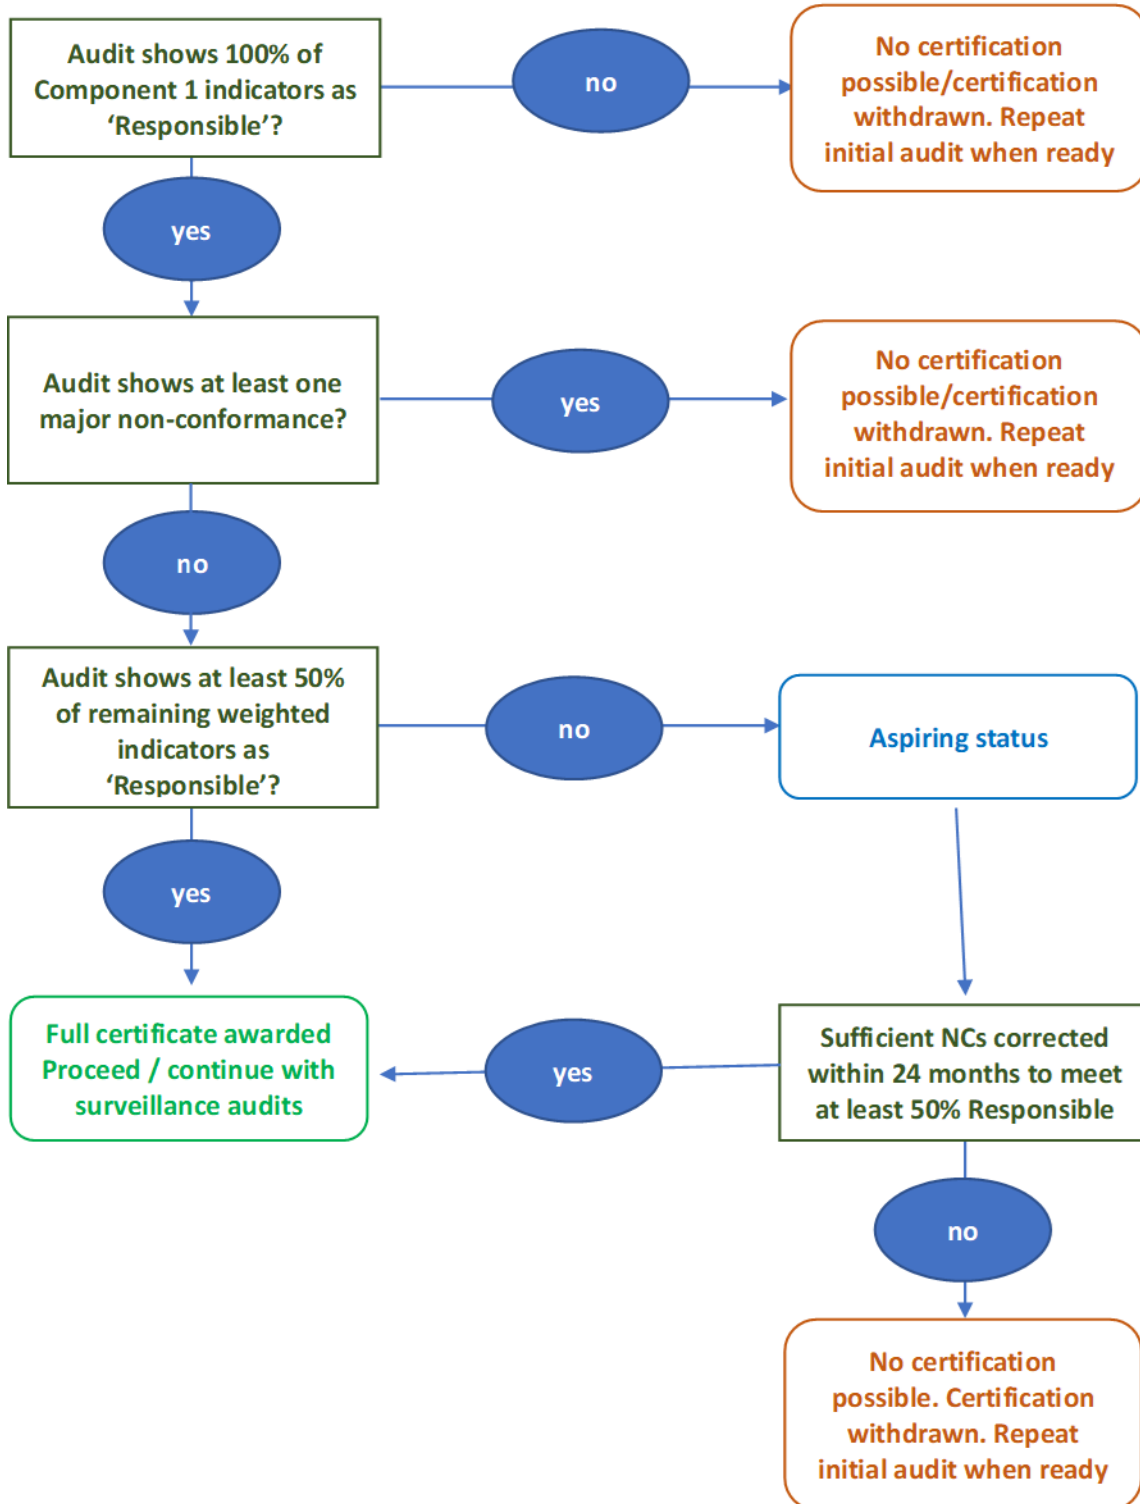 Audit shows 100% of
Component 1 indicators as
‘Responsible’?
no
No certification
possible/certification
withdrawn. Repeat
initial audit when ready
yes
Audit shows at least one
major non-conformance?
yes
No certification
possible/certification
withdrawn. Repeat
initial audit when ready
no
Audit shows at least 50%
of remaining weighted
indicators as
‘Responsible’?
no
Aspiring status
yes
Full certificate awarded
Proceed / continue with
surveillance audits
yes
Sufficient NCs corrected
within 24 months to meet
at least 50% Responsible
no
No certification
possible. Certification
withdrawn. Repeat
initial audit when ready